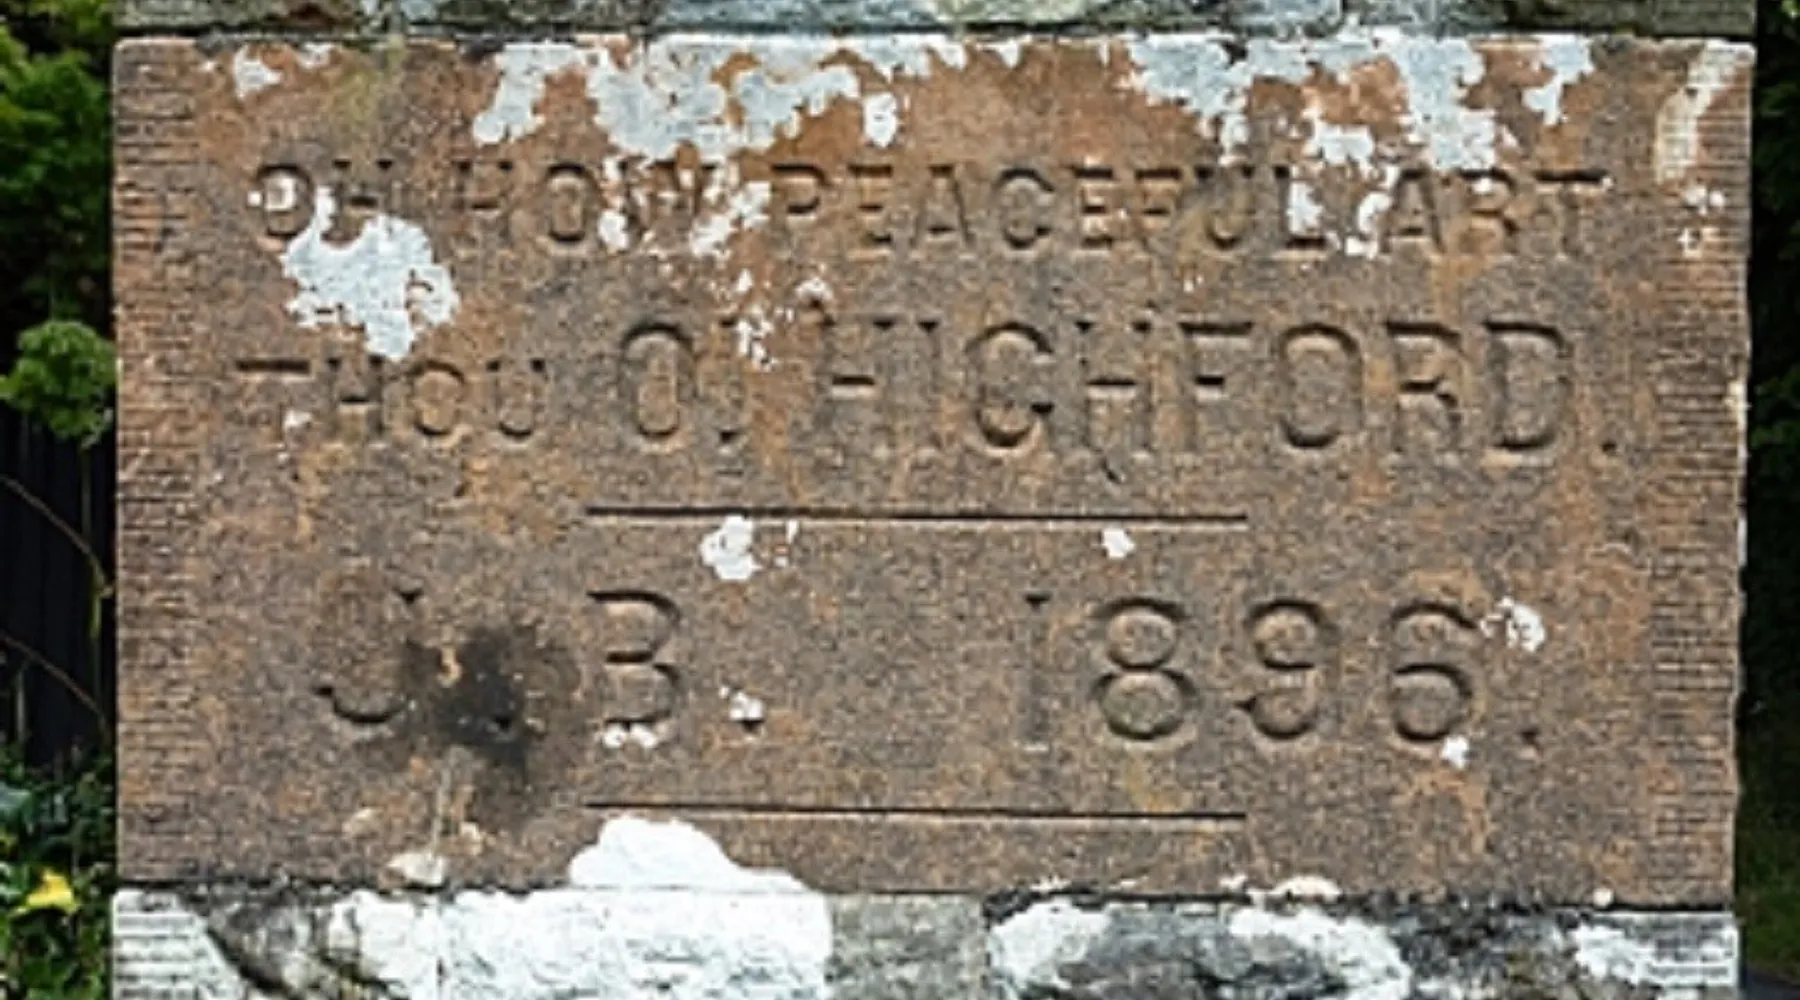 OH HOW PEACEFUL ART
THOU O, HIGHFORD.
J. B. 1896.